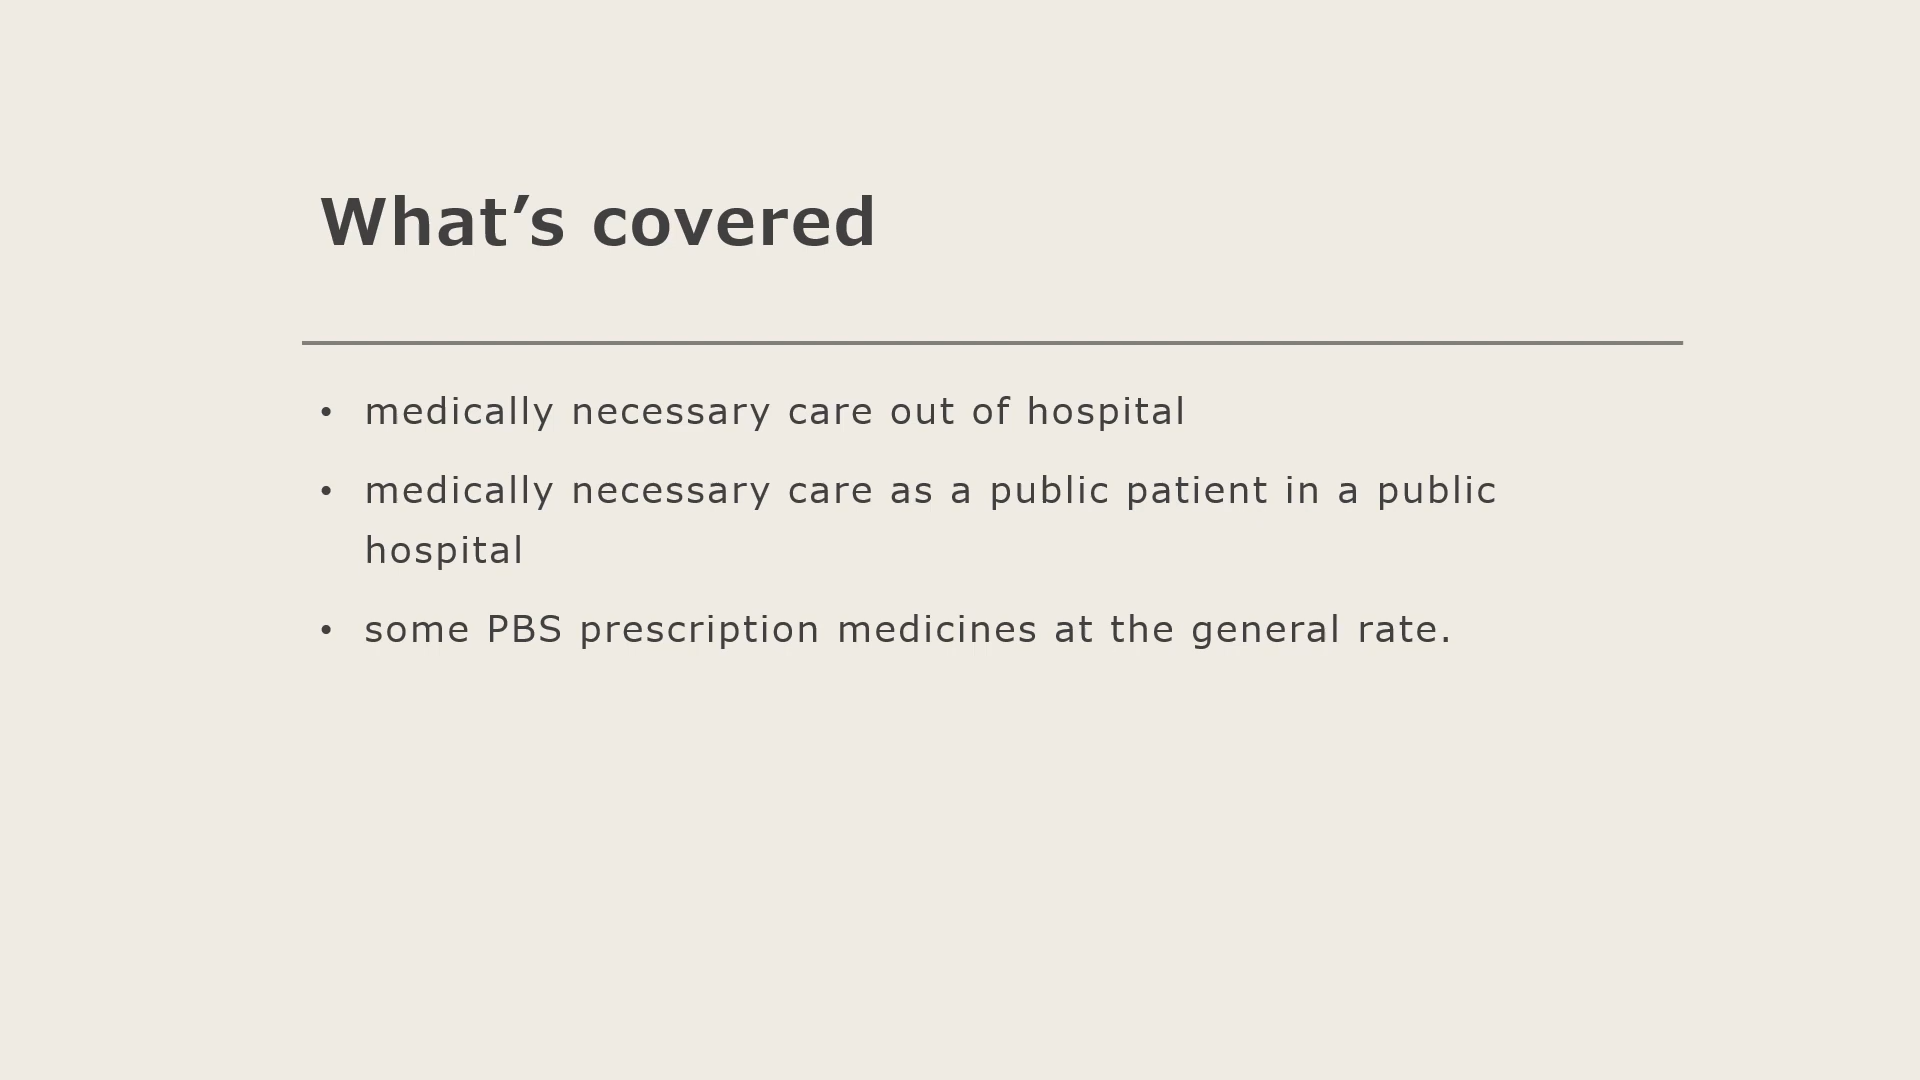 What’s covered
• medically necessary care out of hospital
• medically necessary care as a public patient in a public
hospital
• some PBS prescription medicines at the general rate.